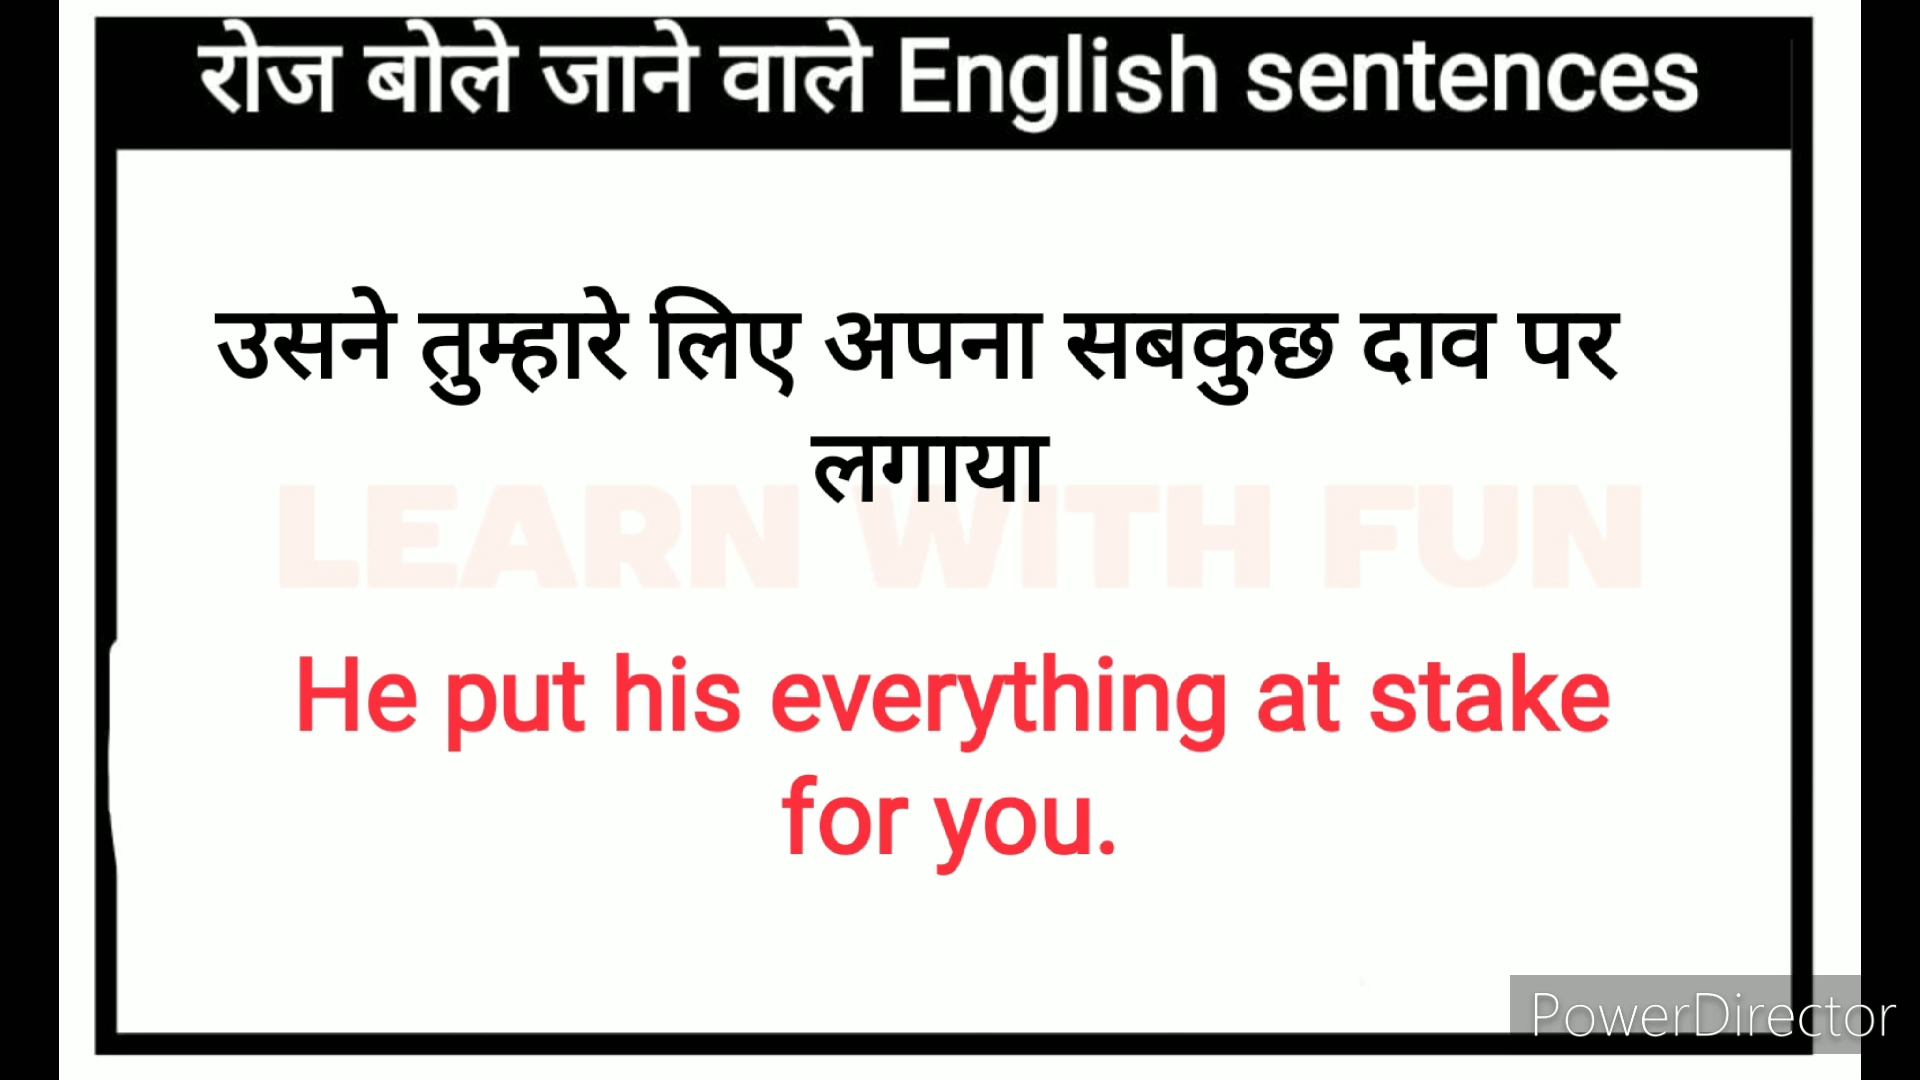 रोज बोले जाने वाले English sentences
उसने तुम्हारे लिए अपना सबकुछ दाव पर
लगाया
LEARN WITH FUN
He put his everything at stake
for you.
PowerDirector